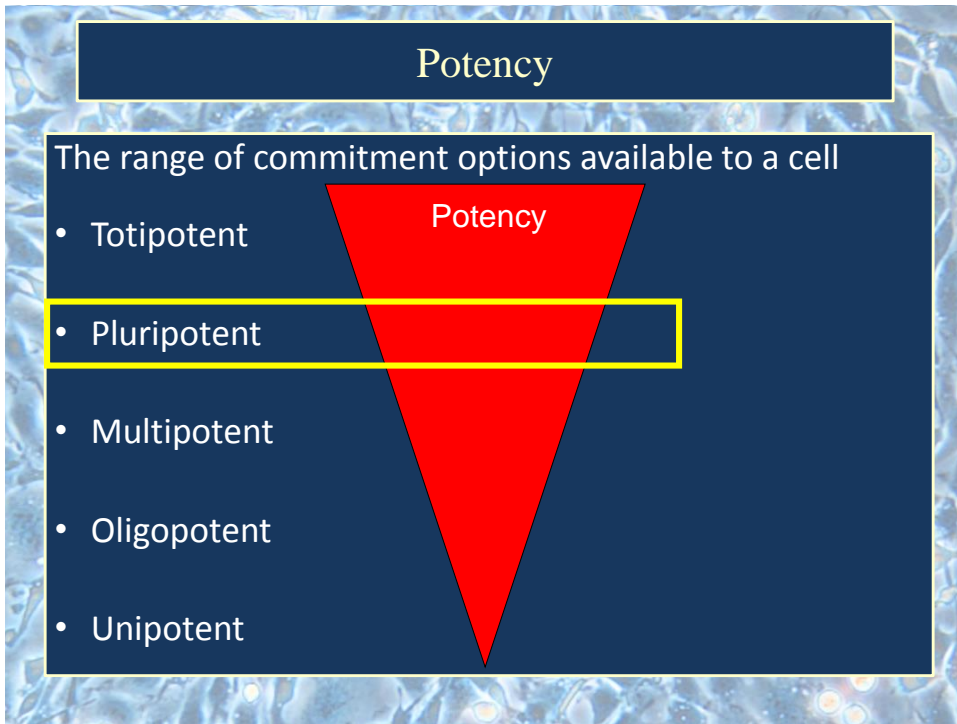 Potency
The range of commitment options available to a cell
Potency
• Totipotent
• Pluripotent
• Multipotent
• Oligopotent
• Unipotent